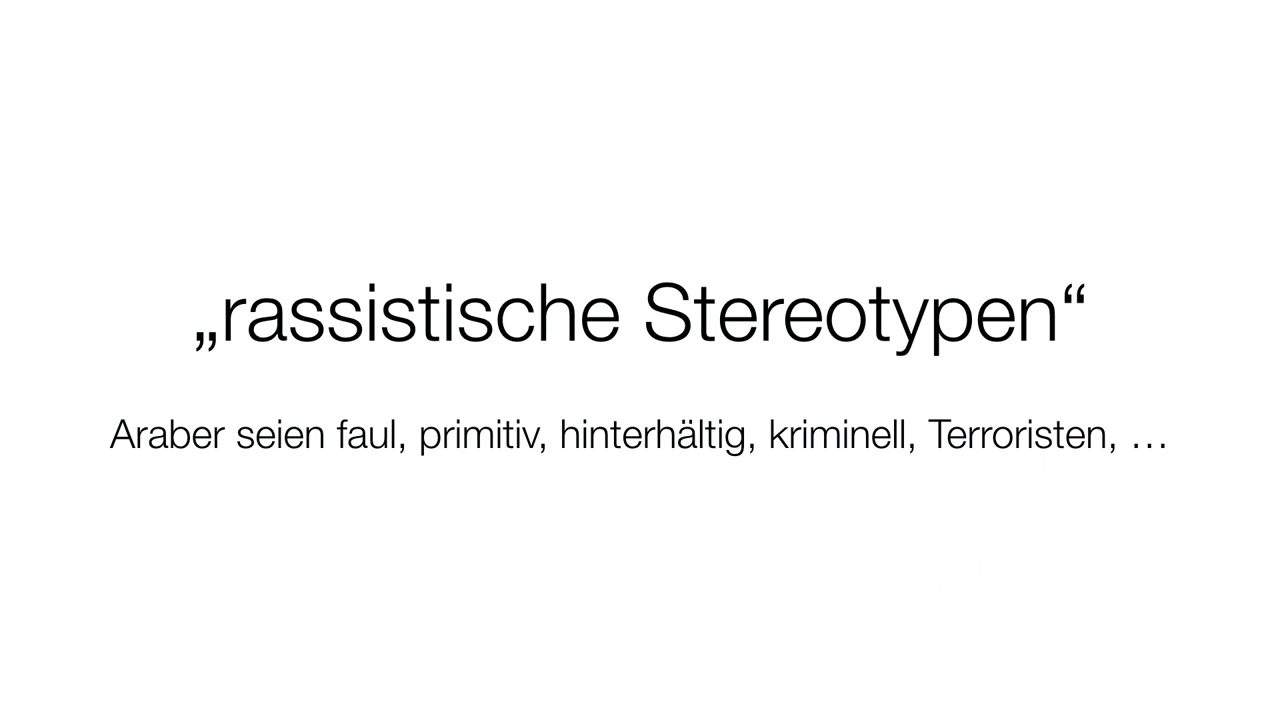 „rassistische Stereotypen“
Araber seien faul, primitiv, hinterhältig, kriminell, Terroristen, …